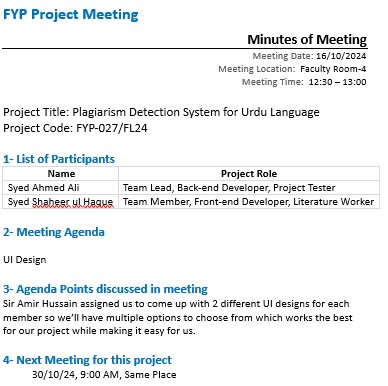 FYP Project Meeting
Minutes of Meeting
Meeting Date: 16/10/2024
Meeting Location: Faculty Room-4
Meeting Time: 12:30 – 13:00
Project Title: Plagiarism Detection System for Urdu Language
Project Code: FYP-027/FL24
1- List of Participants
Name Project Role
Syed Ahmed Ali Team Lead, Back-end Developer, Project Tester
Syed Shaheer ul Haque Team Member, Front-end Developer, Literature Worker
2- Meeting Agenda
UI Design
3- Agenda Points discussed in meeting
Sir Amir Hussain assigned us to come up with 2 different UI designs for each
member so we’ll have multiple options to choose from which works the best
for our project while making it easy for us.
4- Next Meeting for this project
30/10/24, 9:00 AM, Same Place